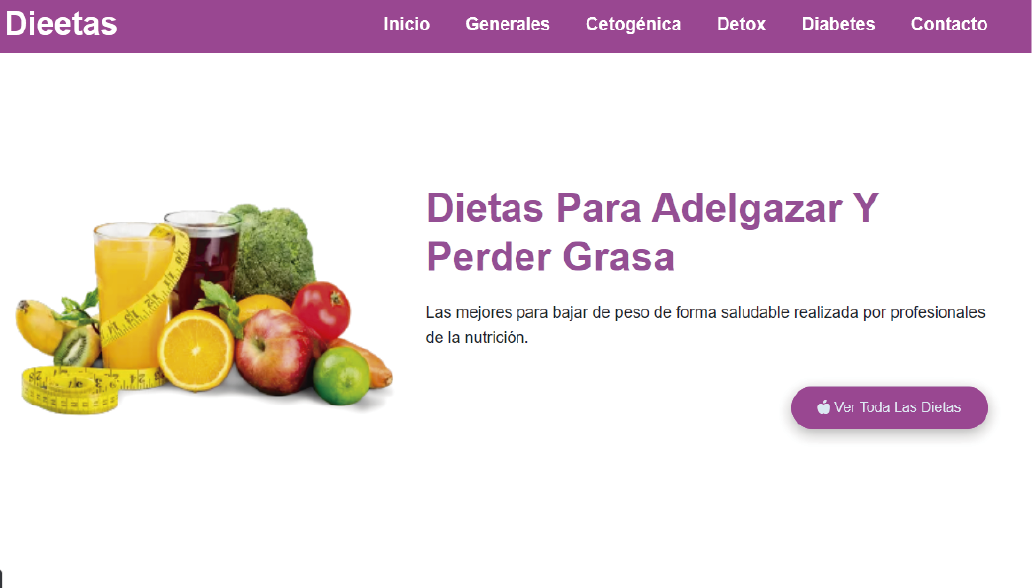 Dieetas
Inicio Generales Cetogénica Detox Diabetes Contacto
Dietas Para Adelgazar Y
Perder Grasa
Las mejores para bajar de peso de forma saludable realizada por profesionales
de la nutrición.
Ver Toda Las Dietas